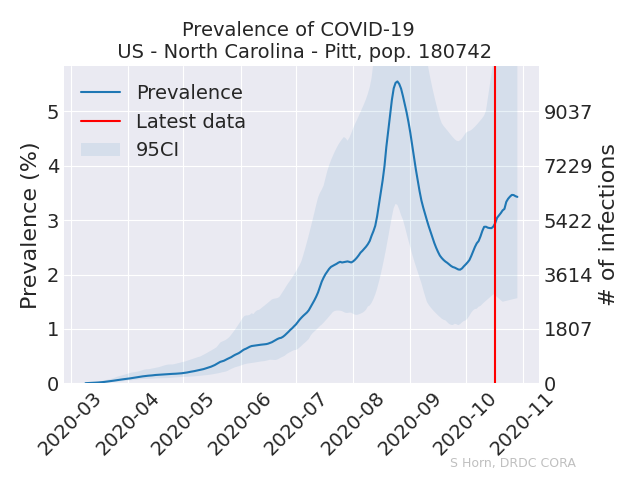 Prevalence of COVID-19
US - North Carolina - Pitt, pop. 180742
Prevalence
Latest data
95CI
Prevalence (%)
5
4
3
2
1
0
# of infections
9037
7229
5422
3614
1807
0
2020-03
2020-04
2020-05
2020-06
2020-07
2020-08
2020-09
2020-10
2020-11
S Horn, DRDC CORA